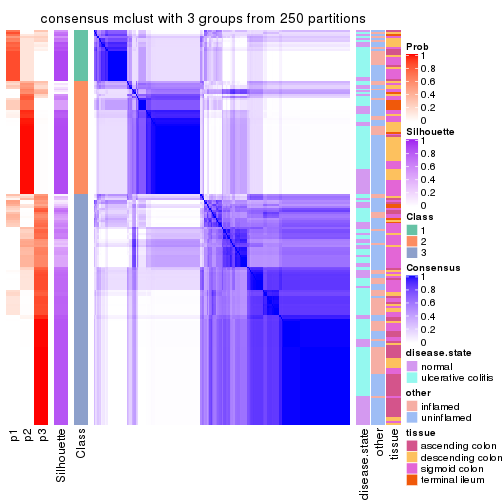 consensus mclust with 3 groups from 250 partitions
Prob
1
0.8
0.6
0.4
0.2
0
Silhouette
1
0.8
0.6
0.4
0.2
0
Class
1
2
3
Consensus
1
0.8
0.6
0.4
0.2
0
disease.state
normal
ulcerative colitis
other
inflamed
uninflamed
tissue
ascending colon
descending colon
sigmoid colon
terminal ileum
p1
p2
p3
Silhouette
Class
disease.state
other
tissue